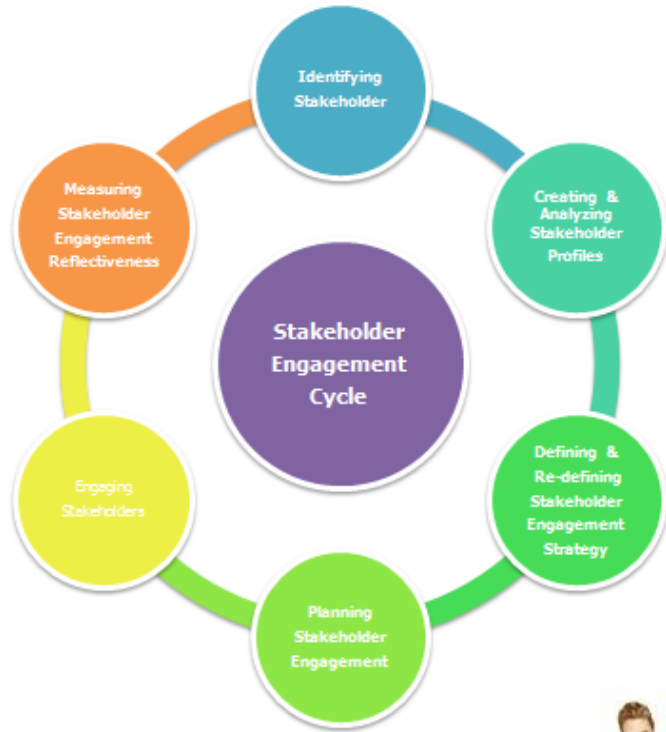 Identifying
Stakeholder
Creating & 
Analyzing
Stakeholder
Profiles
Defining &
Re-defining
Stakeholder
Engagement
Strategy
Planning
Stakeholder
Engagement
Engaging
Stakeholders
Measuring
Stakeholder
Engagement
Reflectiveness
Stakeholder
Engagement
Cycle